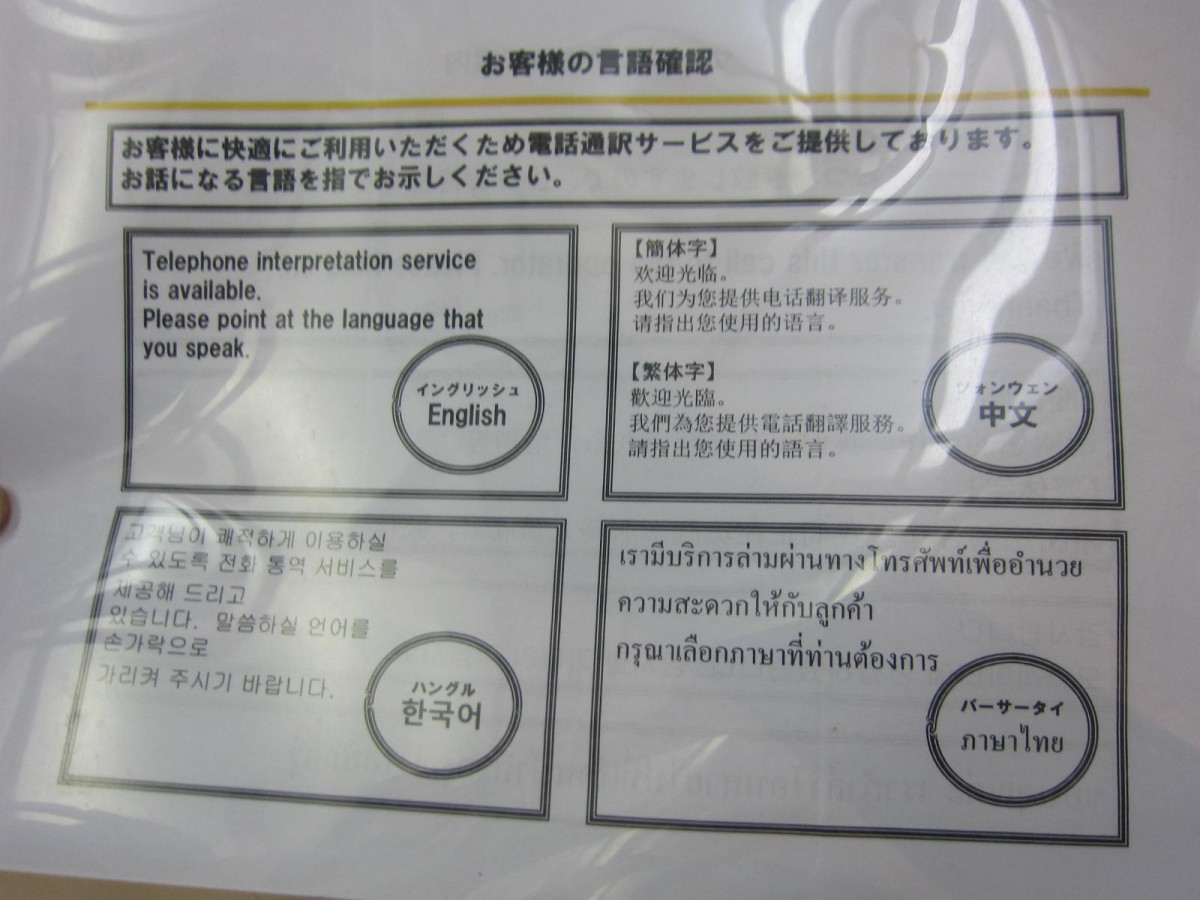 お客様の言語確認
お客様に快適にご利用いただくため電話通訳サービスをご提供しております。
お話になる言語を指でお示しください。
Telephone interpretation service
is available.
Please point at the language that
you speak.
イングリッシュ
English
【簡体字】
欢迎光临。
我们为您提供电话翻译服务。
请指出您使用的语言。
【繁体字】
歡迎光臨。
我們為您提供電話翻譯服務。
請指出您使用的語言。
ツォンウェン
中文
고객님이 쾌적하게 이용하실
수 있도록 전화 통역 서비스를
제공해 드리고
있습니다. 말씀하실 언어를
손가락으로
가리켜 주시기 바랍니다.
ハングル
한국어
เรามีบริการล่ามผ่านทางโทรศัพท์เพื่ออำนวย
ความสะดวกให้กับลูกค้า
กรุณาเลือกภาษาที่ท่านต้องการ
パーサータイ
ภาษาไทย